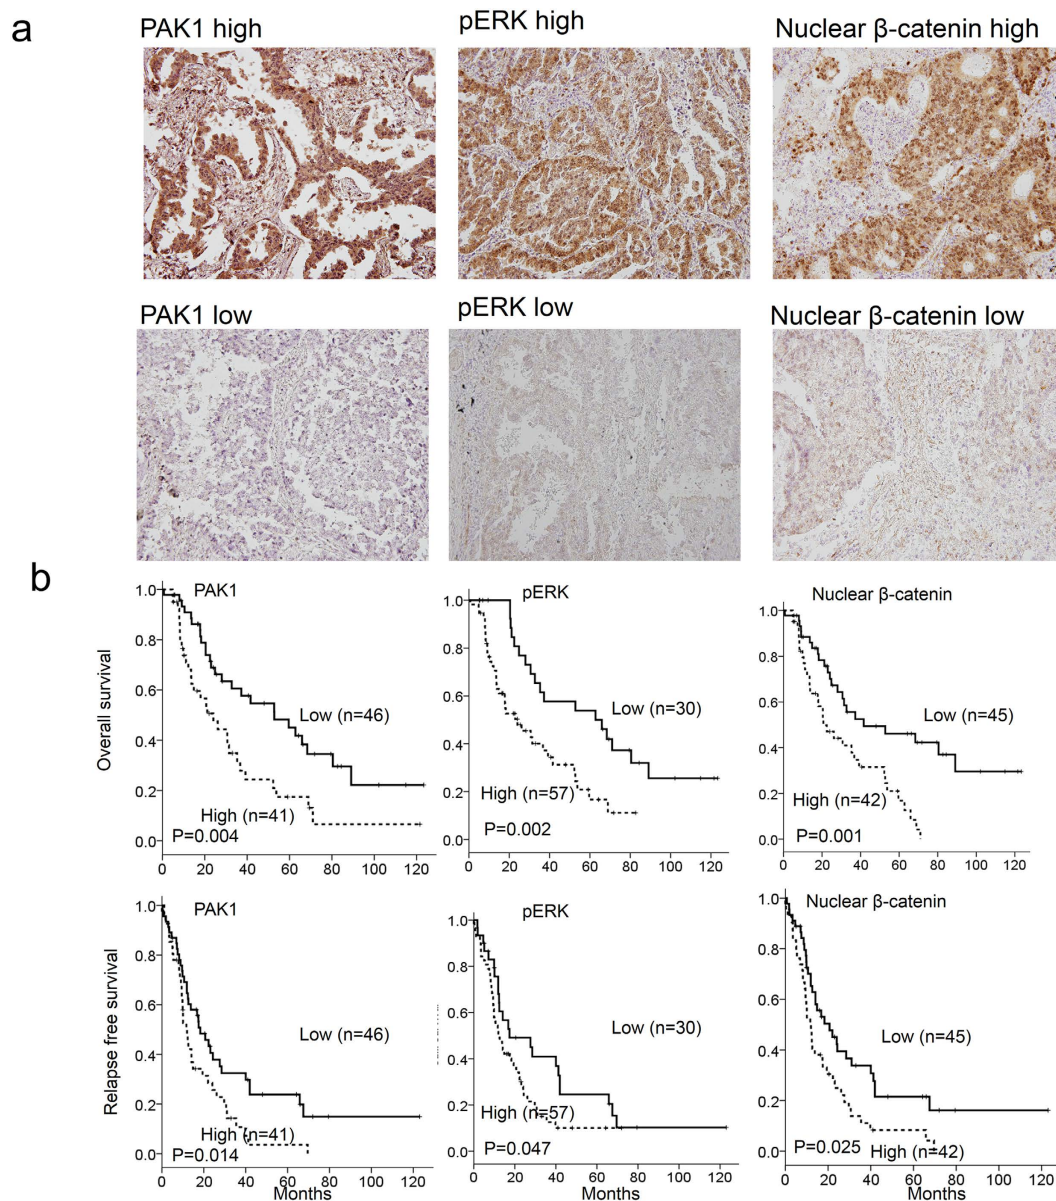 a
PAK1 high
pERK high
Nuclear β-catenin high
PAK1 low
pERK low
Nuclear β-catenin low
b
PAK1
Overall survival
1.0
0.8
0.6
0.4
0.2
0.0
Low (n=46)
High (n=41)
P=0.004
0 20 40 60 80 100 120
pERK
1.0
0.8
0.6
0.4
0.2
0.0
Low (n=30)
High (n=57)
P=0.002
0 20 40 60 80 100 120
Nuclear β-catenin
1.0
0.8
0.6
0.4
0.2
0.0
Low (n=45)
High (n=42)
P=0.001
0 20 40 60 80 100 120
PAK1
Relapse free survival
1.0
0.8
0.6
0.4
0.2
0.0
Low (n=46)
High (n=41)
P=0.014
0 20 40 60 80 100 120
Months
pERK
1.0
0.8
0.6
0.4
0.2
0.0
Low (n=30)
High (n=57)
P=0.047
0 20 40 60 80 100 120
Months
Nuclear β-catenin
1.0
0.8
0.6
0.4
0.2
0.0
Low (n=45)
P=0.025
High (n=42)
0 20 40 60 80 100 120
Months